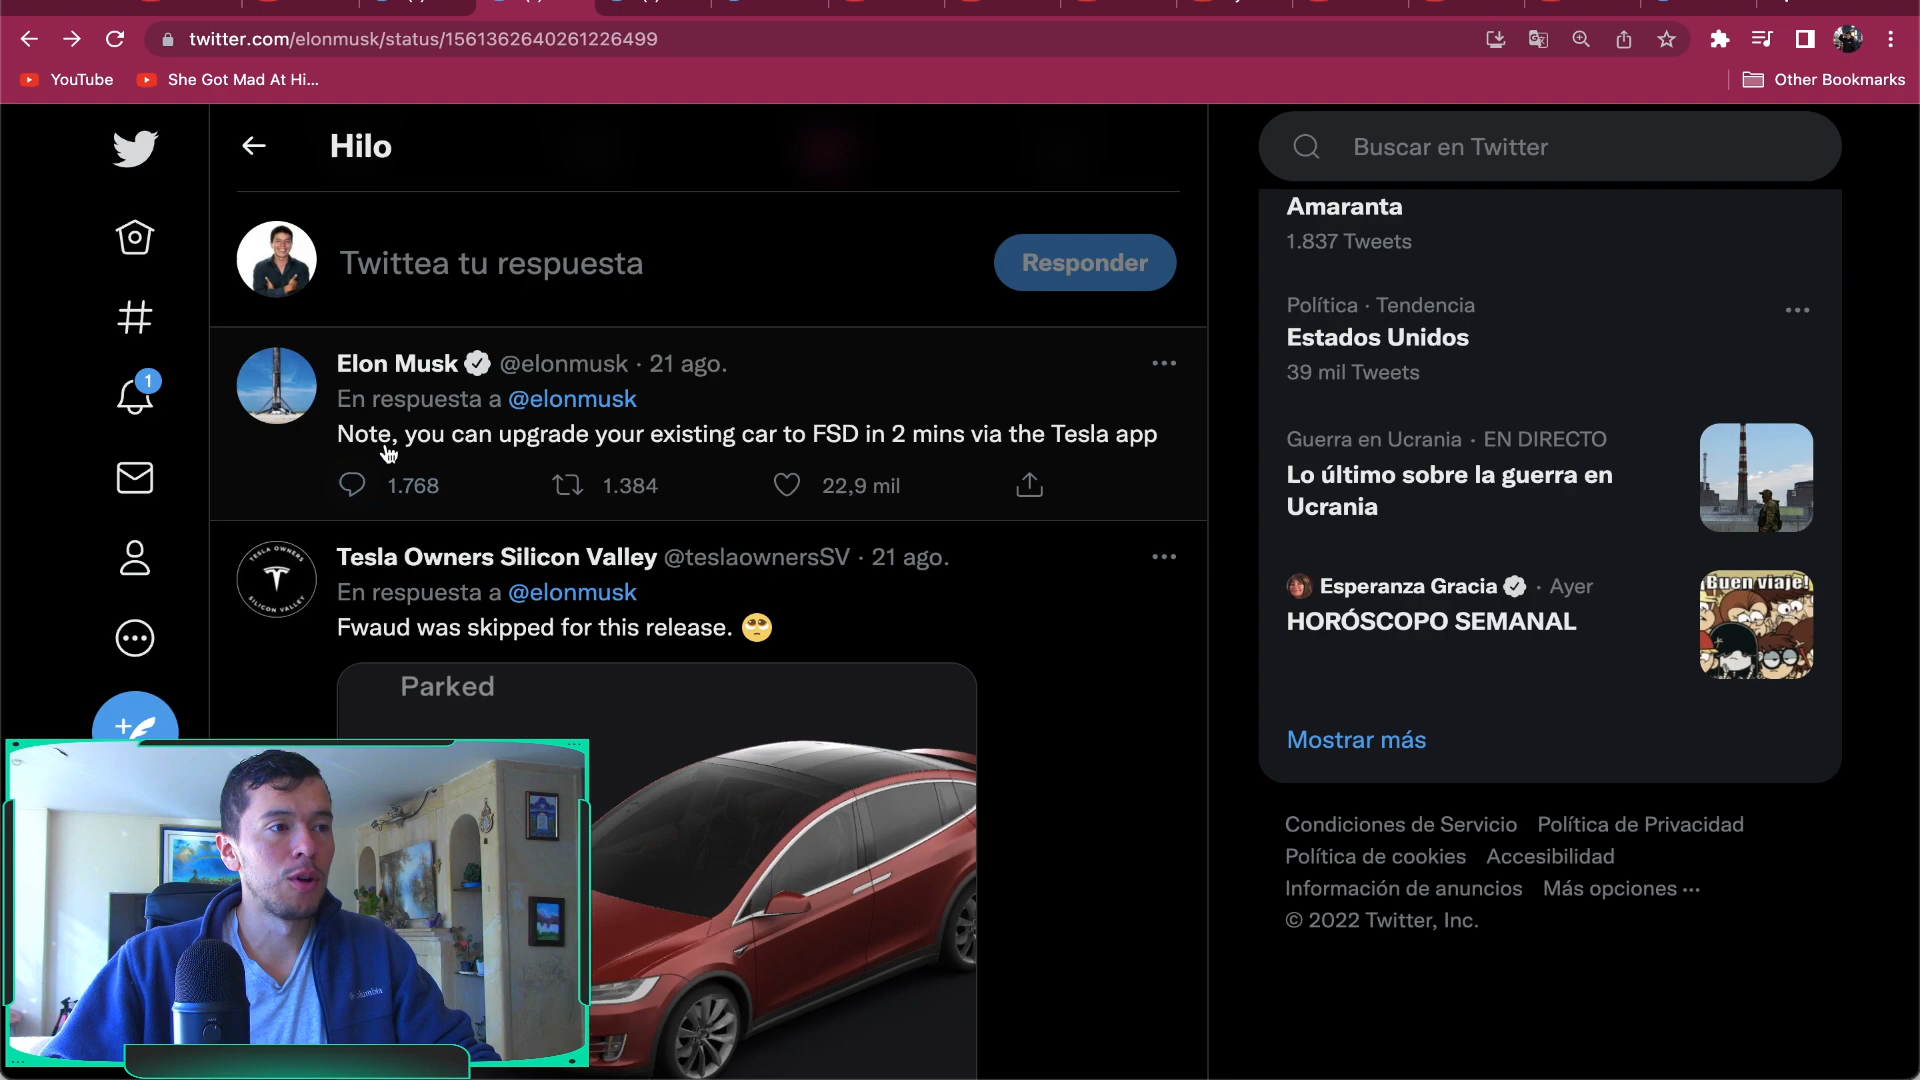 twitter.com/elonmusk/status/1561362640261226499
YouTube
She Got Mad At Hi...
Other Bookmarks
Hilo
Buscar en Twitter
Twittea tu respuesta
Responder
1
Elon Musk @elonmusk · 21 ago.
En respuesta a @elonmusk
Note, you can upgrade your existing car to FSD in 2 mins via the Tesla app
1.768
1.384
22,9 mil
TESLA OWNERS
SILICON VALLEY
Tesla Owners Silicon Valley @teslaownersSV · 21 ago.
En respuesta a @elonmusk
Fwaud was skipped for this release. 🥺
Parked
Amaranta
1.837 Tweets
Política · Tendencia
Estados Unidos
39 mil Tweets
Guerra en Ucrania · EN DIRECTO
Lo último sobre la guerra en
Ucrania
Esperanza Gracia · Ayer
HORÓSCOPO SEMANAL
¡Buen viaje!
Mostrar más
Condiciones de Servicio Política de Privacidad
Política de cookies Accesibilidad
Información de anuncios Más opciones ···
© 2022 Twitter, Inc.
Columbia